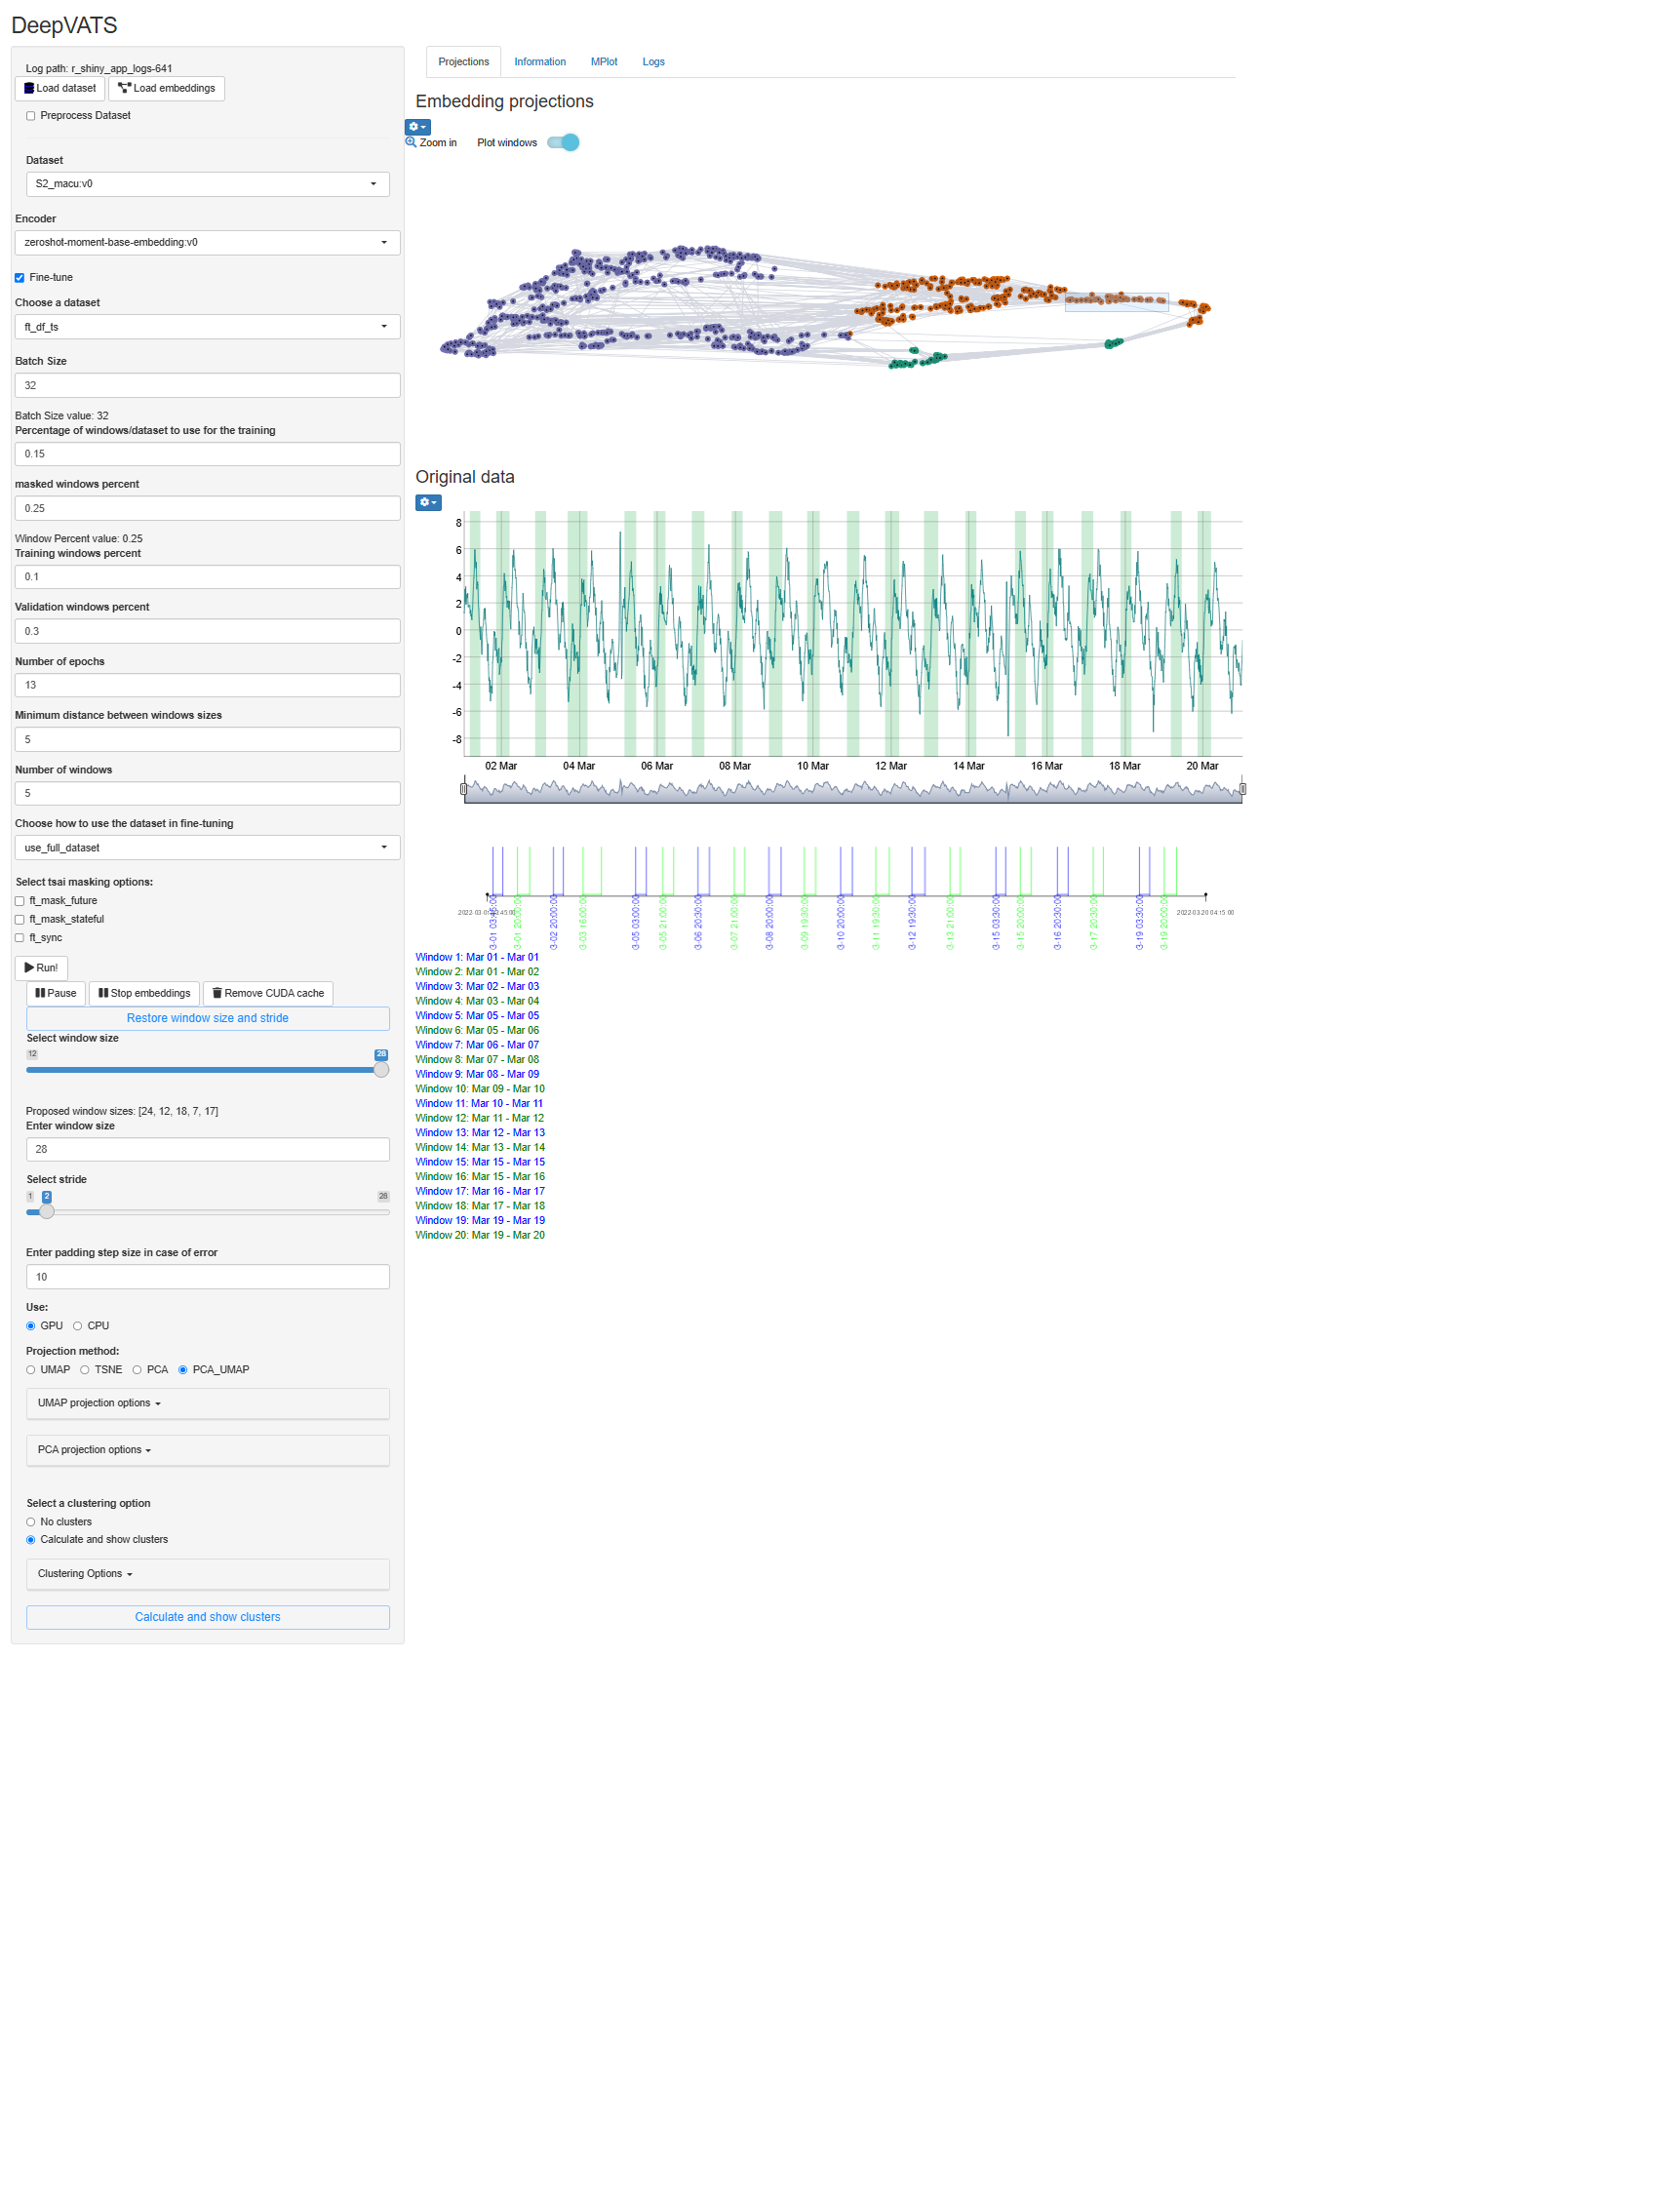 DeepVATS
Log path: r_shiny_app_logs-641
Load dataset Load embeddings
Preprocess Dataset
Dataset
S2_macu:v0
Encoder
zeroshot-moment-base-embedding:v0
Fine-tune
Choose a dataset
ft_df_ts
Batch Size
32
Batch Size value: 32
Percentage of windows/dataset to use for the training
0.15
masked windows percent
0.25
Window Percent value: 0.25
Training windows percent
0.1
Validation windows percent
0.3
Number of epochs
13
Minimum distance between windows sizes
5
Number of windows
5
Choose how to use the dataset in fine-tuning
use_full_dataset
Select tsai masking options:
ft_mask_future
ft_mask_stateful
ft_sync
Run!
Pause Stop embeddings Remove CUDA cache
Restore window size and stride
Select window size
12 28
Proposed window sizes: [24, 12, 18, 7, 17]
Enter window size
28
Select stride
1 2 28
Enter padding step size in case of error
10
Use:
GPU CPU
Projection method:
UMAP TSNE PCA PCA_UMAP
UMAP projection options
PCA projection options
Select a clustering option
No clusters
Calculate and show clusters
Clustering Options
Calculate and show clusters
Projections Information MPlot Logs
Embedding projections
Zoom in Plot windows
Original data
8
6
4
2
0
-2
-4
-6
-8
02 Mar 04 Mar 06 Mar 08 Mar 10 Mar 12 Mar 14 Mar 16 Mar 18 Mar 20 Mar
2022-03-20 04:15:00
3-01 20:00:00
3-02 20:00:00
3-03 16:00:00
3-05 03:00:00
3-05 21:00:00
3-06 20:30:00
3-07 21:00:00
3-08 20:00:00
3-09 19:30:00
3-10 20:00:00
3-11 19:30:00
3-12 19:30:00
3-13 21:00:00
3-15 03:30:00
3-15 20:00:00
3-16 20:30:00
3-17 20:30:00
3-19 03:30:00
3-19 20:00:00
Window 1: Mar 01 - Mar 01
Window 2: Mar 01 - Mar 02
Window 3: Mar 02 - Mar 03
Window 4: Mar 03 - Mar 04
Window 5: Mar 05 - Mar 05
Window 6: Mar 05 - Mar 06
Window 7: Mar 06 - Mar 07
Window 8: Mar 07 - Mar 08
Window 9: Mar 08 - Mar 09
Window 10: Mar 09 - Mar 10
Window 11: Mar 10 - Mar 11
Window 12: Mar 11 - Mar 12
Window 13: Mar 12 - Mar 13
Window 14: Mar 13 - Mar 14
Window 15: Mar 15 - Mar 15
Window 16: Mar 15 - Mar 16
Window 17: Mar 16 - Mar 17
Window 18: Mar 17 - Mar 18
Window 19: Mar 19 - Mar 19
Window 20: Mar 19 - Mar 20